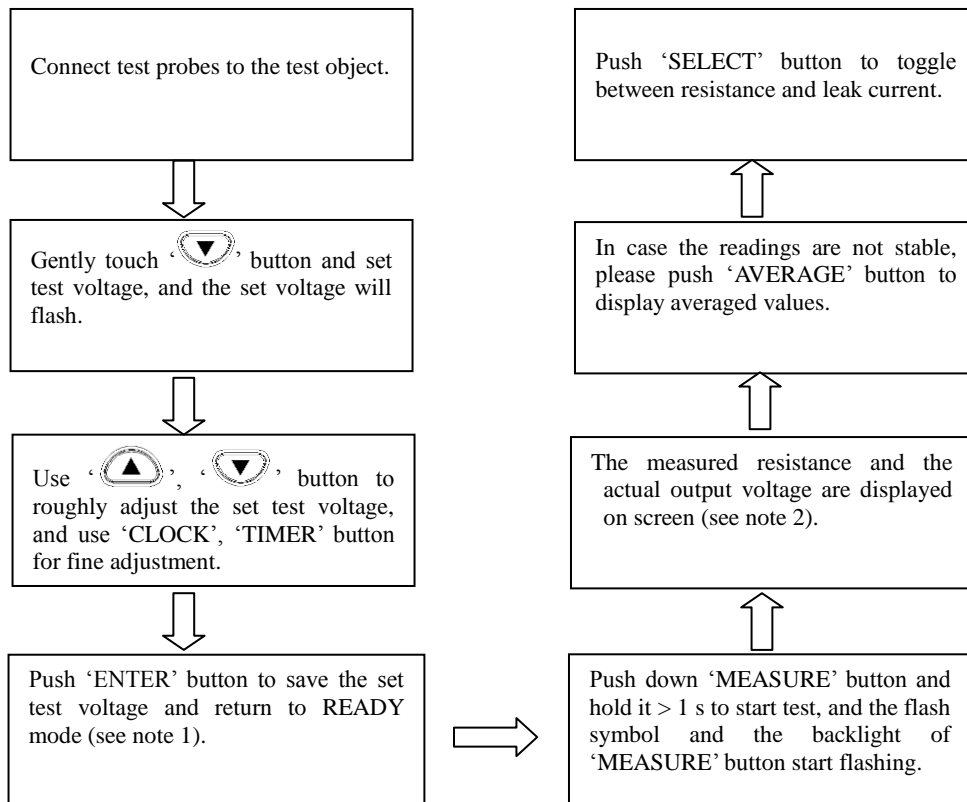 Connect test probes to the test object.
Gently touch ‘▼’ button and set
test voltage, and the set voltage will
flash.
Use ‘▲’, ‘▼’ button to
roughly adjust the set test voltage,
and use ‘CLOCK’, ‘TIMER’ button
for fine adjustment.
Push ‘ENTER’ button to save the set
test voltage and return to READY
mode (see note 1).
Push down ‘MEASURE’ button and
hold it > 1 s to start test, and the flash
symbol and the backlight of
‘MEASURE’ button start flashing.
The measured resistance and the
actual output voltage are displayed
on screen (see note 2).
In case the readings are not stable,
please push ‘AVERAGE’ button to
display averaged values.
Push ‘SELECT’ button to toggle
between resistance and leak current.